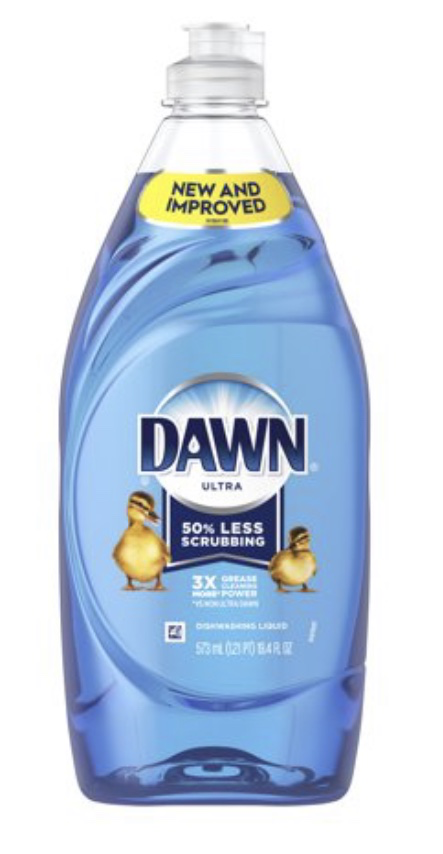 NEW AND
IMPROVED
DAWN
ULTRA
50% LESS
SCRUBBING
3X GREASE
CLEANING
MORE* POWER
*VS NON ULTRA DAWN
DISHWASHING LIQUID
573 mL (1.21 PT) 19.4 FL OZ